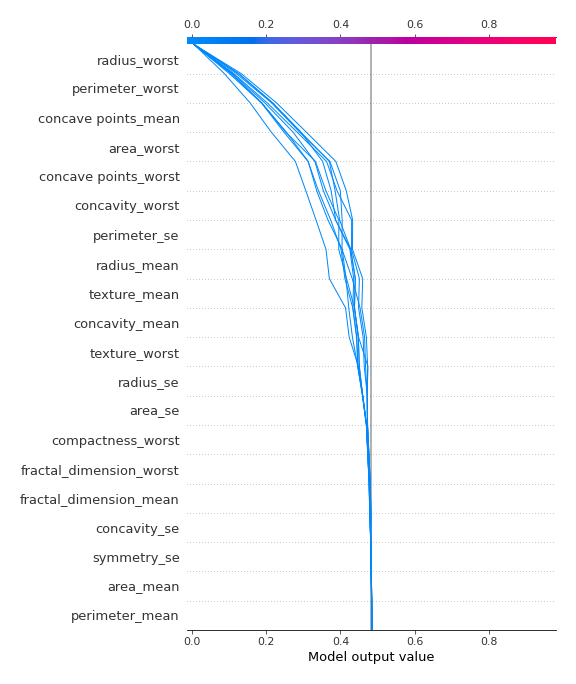 0.0 0.2 0.4 0.6 0.8
radius_worst
perimeter_worst
concave points_mean
area_worst
concave points_worst
concavity_worst
perimeter_se
radius_mean
texture_mean
concavity_mean
texture_worst
radius_se
area_se
compactness_worst
fractal_dimension_worst
fractal_dimension_mean
concavity_se
symmetry_se
area_mean
perimeter_mean
0.0 0.2 0.4 0.6 0.8
Model output value